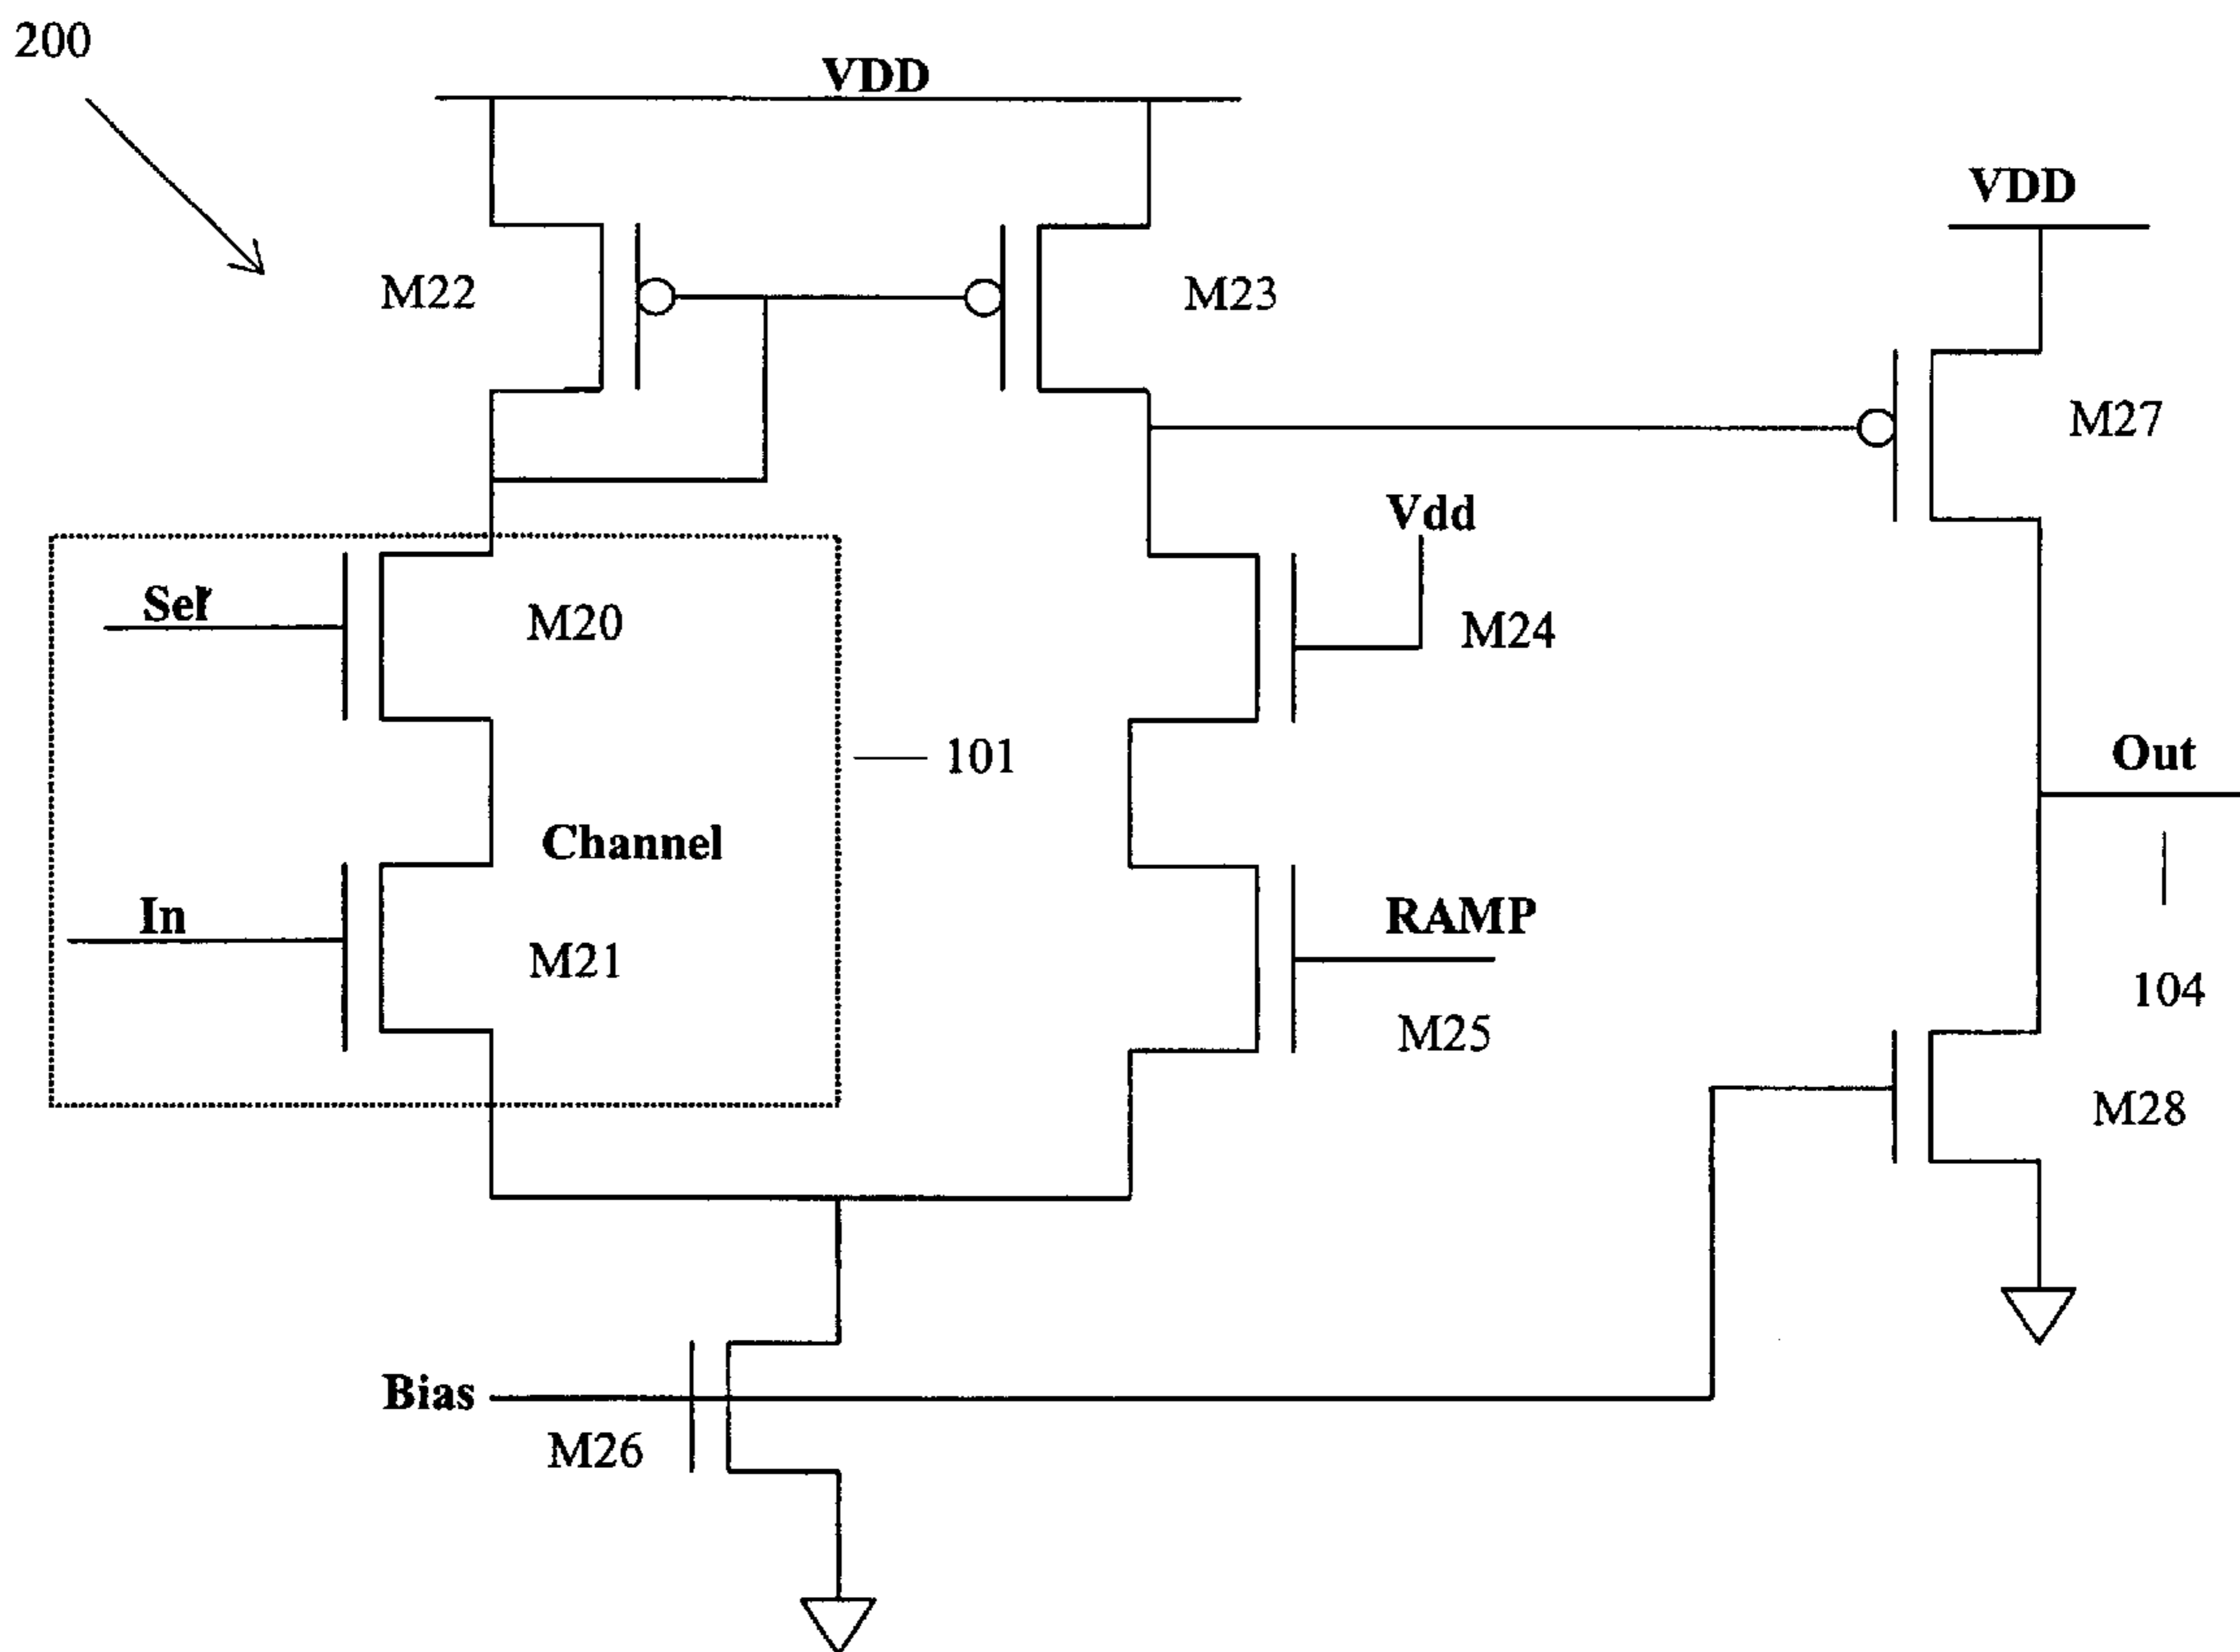 200
VDD
VDD
M22
M23
M27
Vdd
Sel
M20
M24
Out
101
Channel
In
RAMP
M21
104
M25
M28
Bias
M26